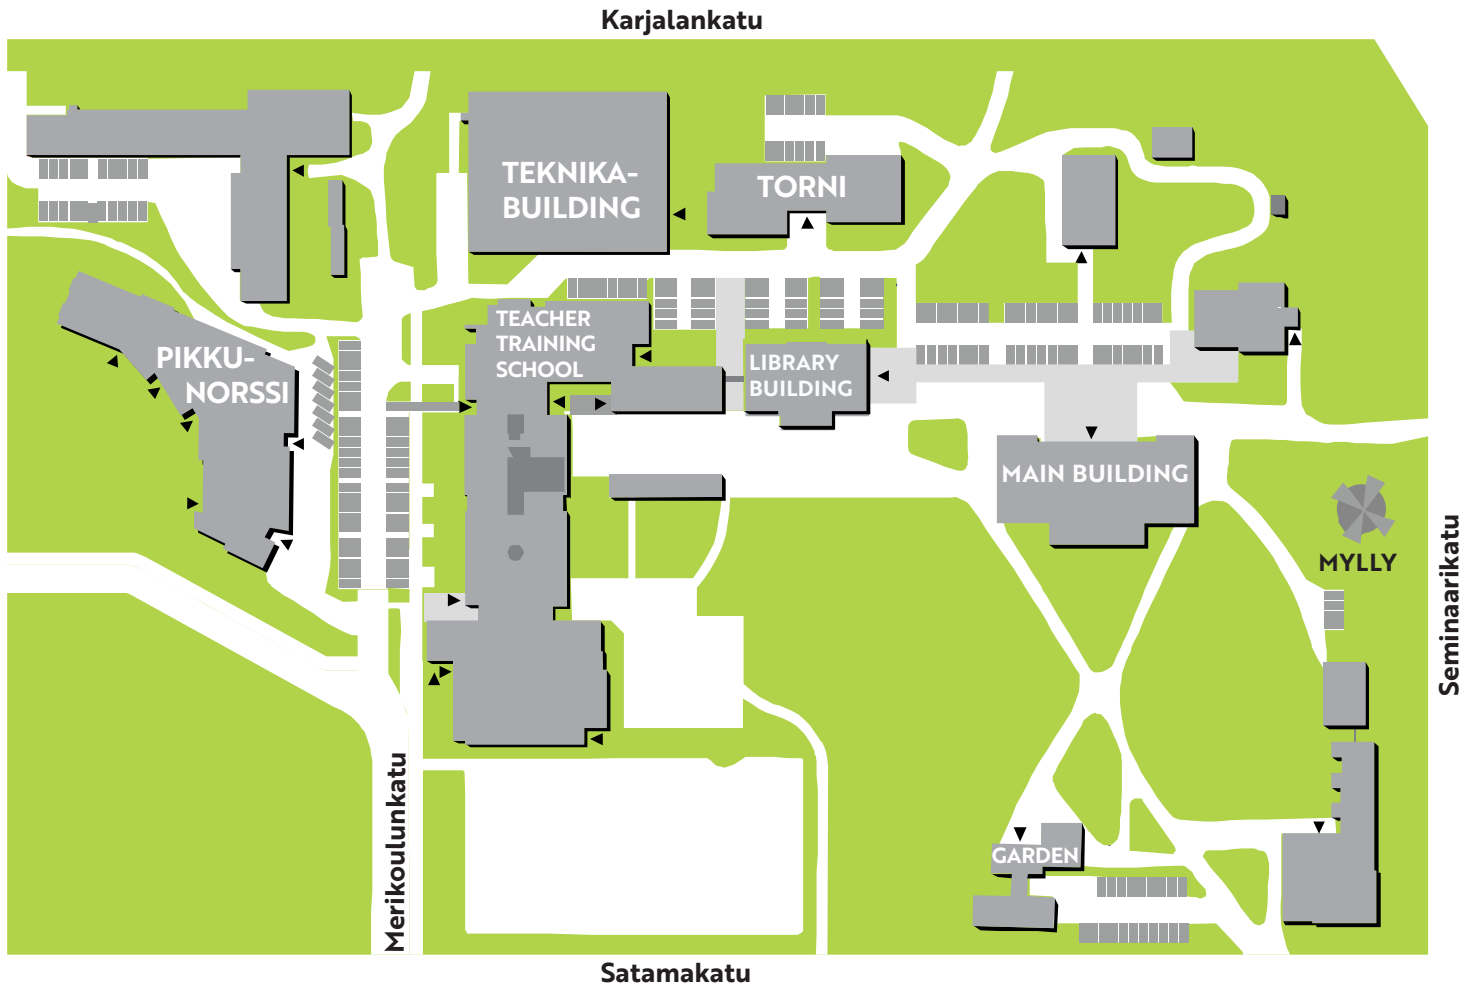 Karjalankatu
TEKNIKA-
BUILDING
TORNI
TEACHER
TRAINING
SCHOOL
PIKKU-
NORSSI
LIBRARY
BUILDING
MAIN BUILDING
MYLLY
Seminaarikatu
Merikoulunkatu
GARDEN
Satamakatu